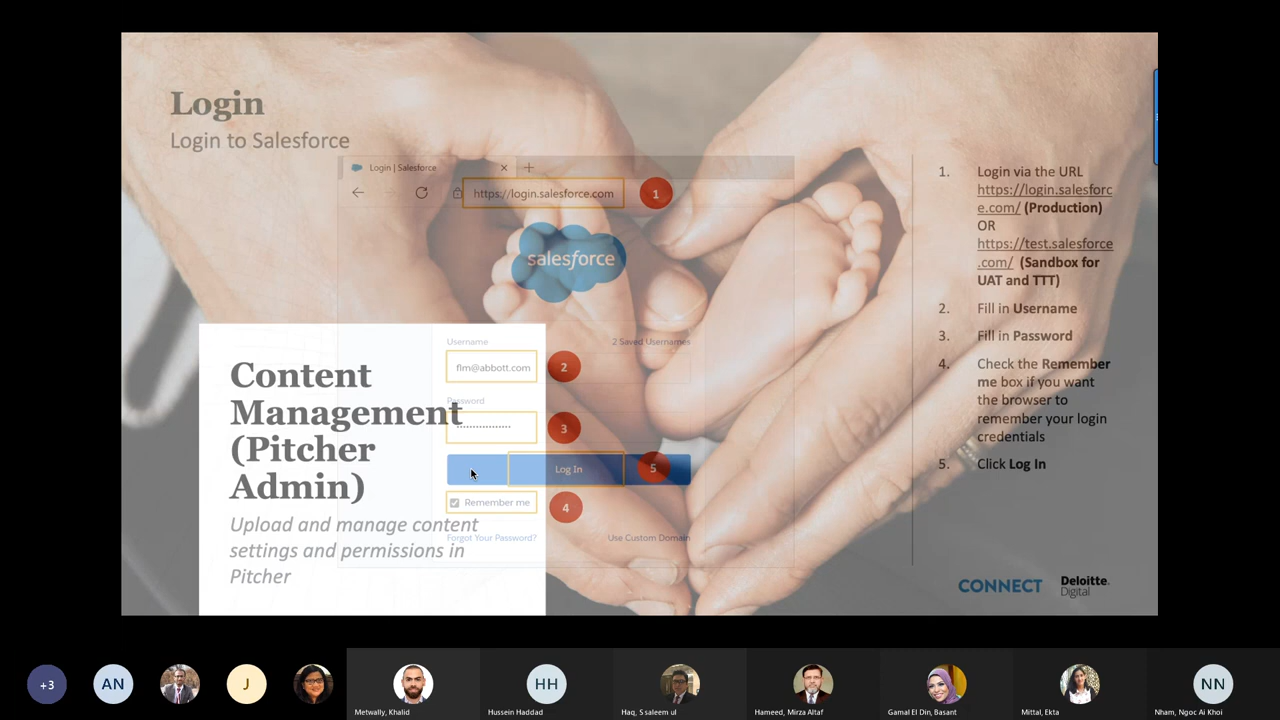 Login
Login to Salesforce
Login | Salesforce
https://login.salesforce.com
1
salesforce
Username
2 Saved Usernames
flm@abbott.com
2
Password
3
Log In
5
Remember me
4
Forgot Your Password?
Use Custom Domain
Content
Management
(Pitcher
Admin)
Upload and manage content
settings and permissions in
Pitcher
1. Login via the URL
https://login.salesforc
e.com/ (Production)
OR
https://test.salesforce
.com/ (Sandbox for
UAT and TTT)
2. Fill in Username
3. Fill in Password
4. Check the Remember
me box if you want
the browser to
remember your login
credentials
5. Click Log In
CONNECT
Deloitte.
Digital
+3
AN
J
Metwally, Khalid
HH
Hussein Haddad
Haq, S saleem ul
Hameed, Mirza Altaf
Gamal El Din, Basant
Mittal, Ekta
NN
Nham, Ngoc Ai Khoi